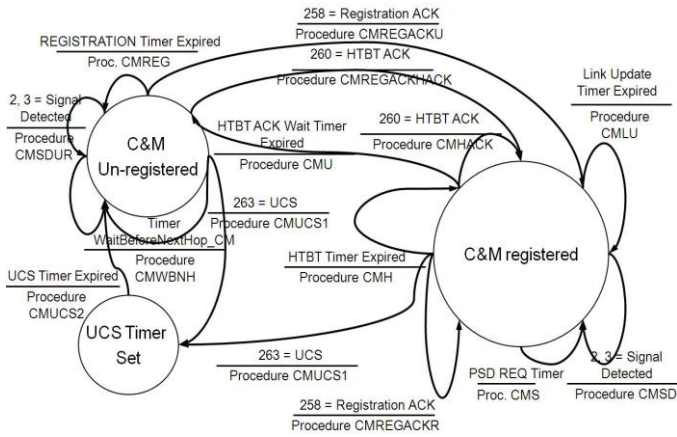 258 = Registration ACK
Procedure CMREGACKU
REGISTRATION Timer Expired
Proc. CMREG
260 = HTBT ACK
Procedure CMREGACKHACK
2, 3 = Signal
Detected
Procedure
CMSDUR
C&M
Un-registered
HTBT ACK Wait Timer
Expired
Procedure CMU
260 = HTBT ACK
Procedure CMHACK
Link Update
Timer Expired
Procedure
CMLU
263 = UCS
Procedure CMUCS1
Timer
WaitBeforeNextHop_CM
Procedure
CMWBNH
HTBT Timer Expired
Procedure CMH
C&M registered
UCS Timer Expired
Procedure
CMUCS2
UCS Timer
Set
263 = UCS
Procedure CMUCS1
PSD REQ Timer
Proc. CMS
2, 3 = Signal
Detected
Procedure CMSD
258 = Registration ACK
Procedure CMREGACKR